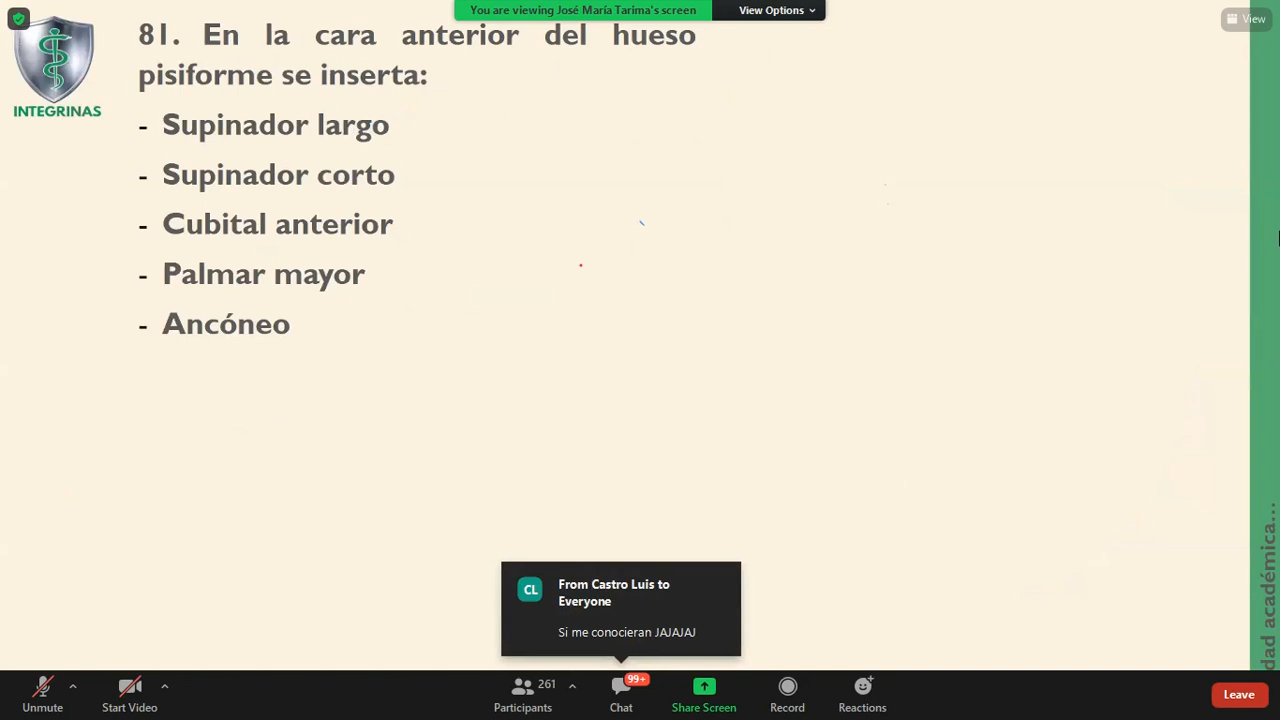 You are viewing José María Tarima's screen
View Options
View
INTEGRINAS
81. En la cara anterior del hueso
pisiforme se inserta:
- Supinador largo
- Supinador corto
- Cubital anterior
- Palmar mayor
- Ancóneo
dad académica...
CL
From Castro Luis to
Everyone
Si me conocieran JAJAJAJ
Unmute
Start Video
261
Participants
99+
Chat
Share Screen
Record
Reactions
Leave